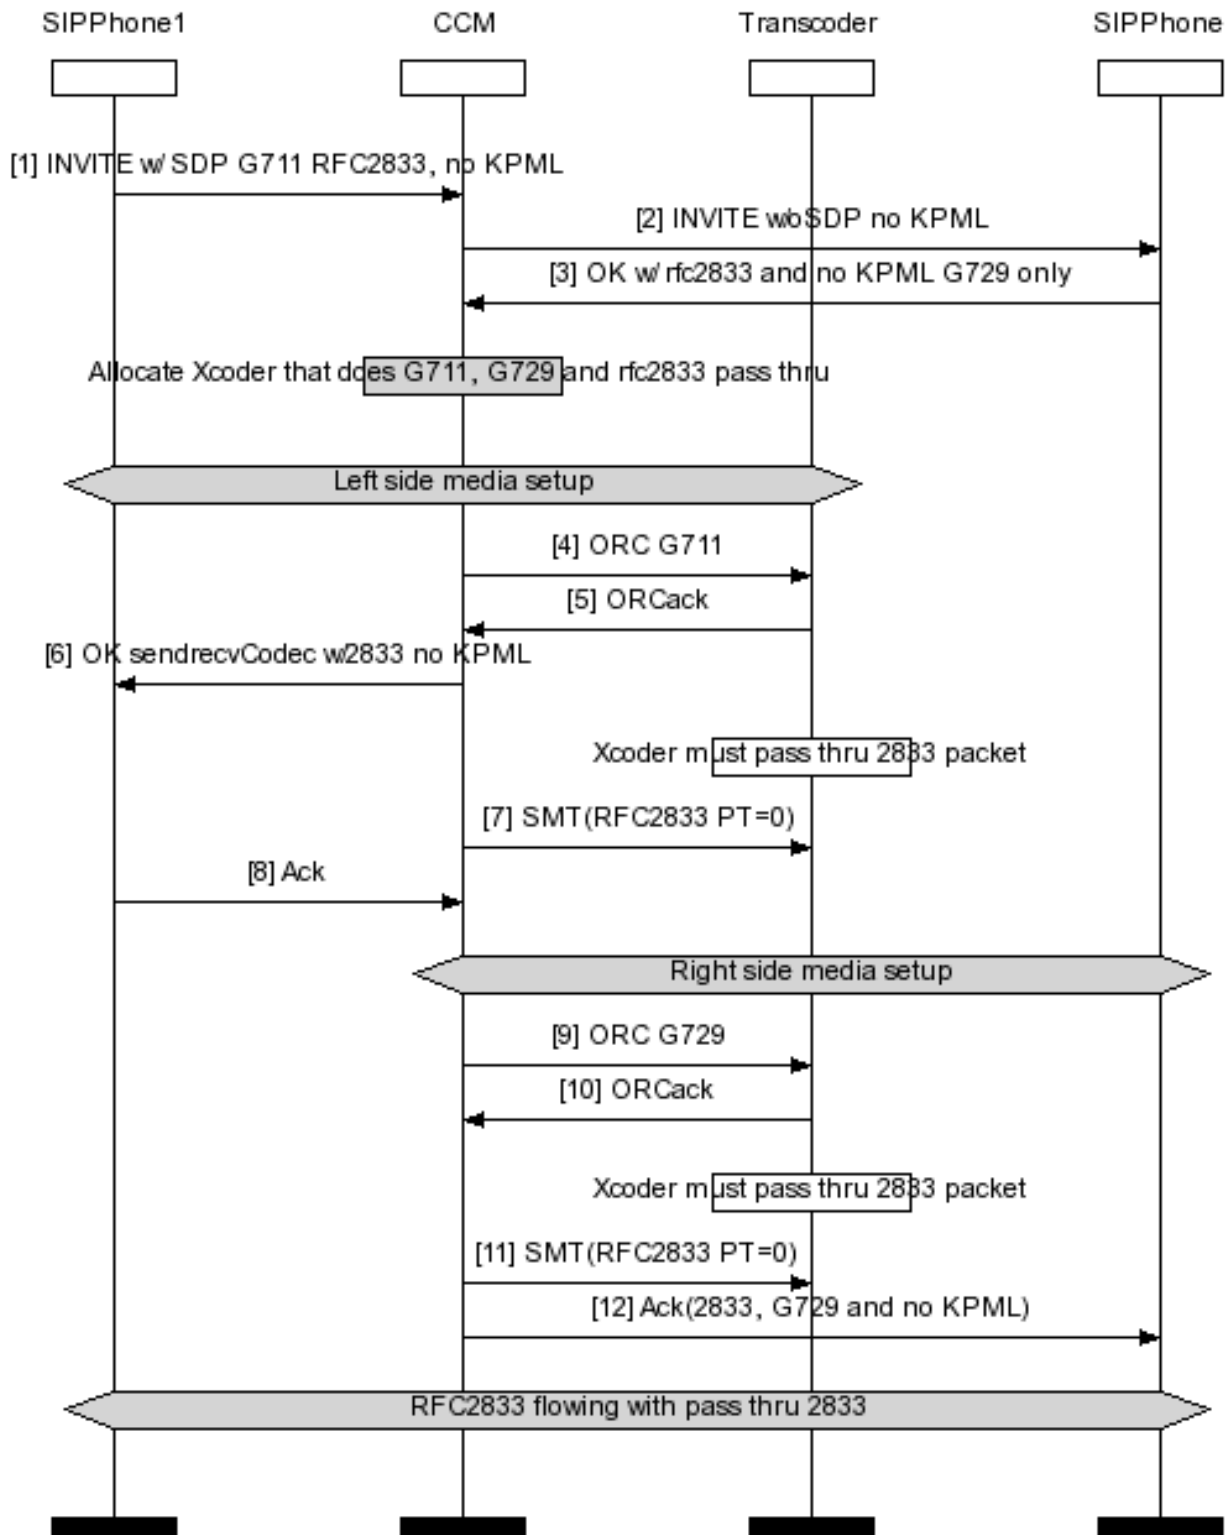 SIPPhone1 CCM Transcoder SIPPhone
[1] INVITE w/ SDP G711 RFC2833, no KPML
[2] INVITE w/o SDP no KPML
[3] OK w/ rfc2833 and no KPML G729 only
Allocate Xcoder that does G711, G729 and rfc2833 pass thru
Left side media setup
[4] ORC G711
[5] ORCack
[6] OK sendrecvCodec w/2833 no KPML
Xcoder must pass thru 2833 packet
[7] SMT(RFC2833 PT=0)
[8] Ack
Right side media setup
[9] ORC G729
[10] ORCack
Xcoder must pass thru 2833 packet
[11] SMT(RFC2833 PT=0)
[12] Ack(2833, G729 and no KPML)
RFC2833 flowing with pass thru 2833